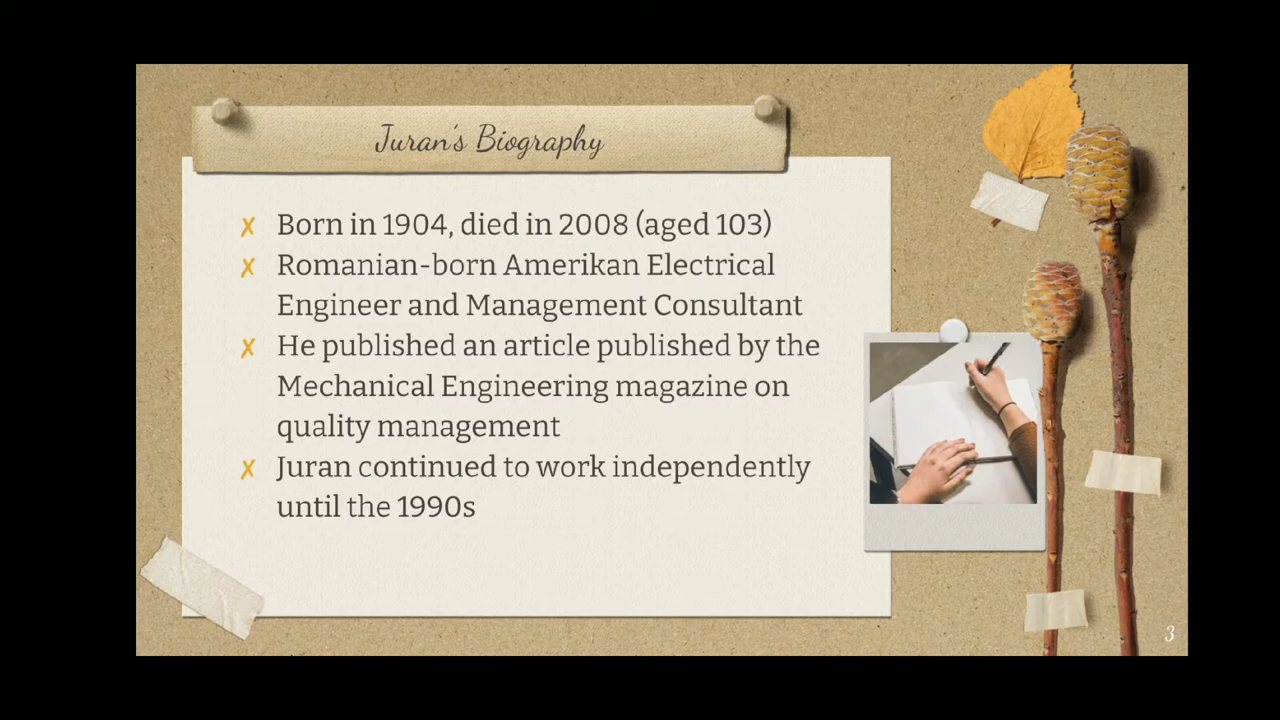 Juran's Biography
✗ Born in 1904, died in 2008 (aged 103)
✗ Romanian-born Amerikan Electrical
Engineer and Management Consultant
✗ He published an article published by the
Mechanical Engineering magazine on
quality management
✗ Juran continued to work independently
until the 1990s
3